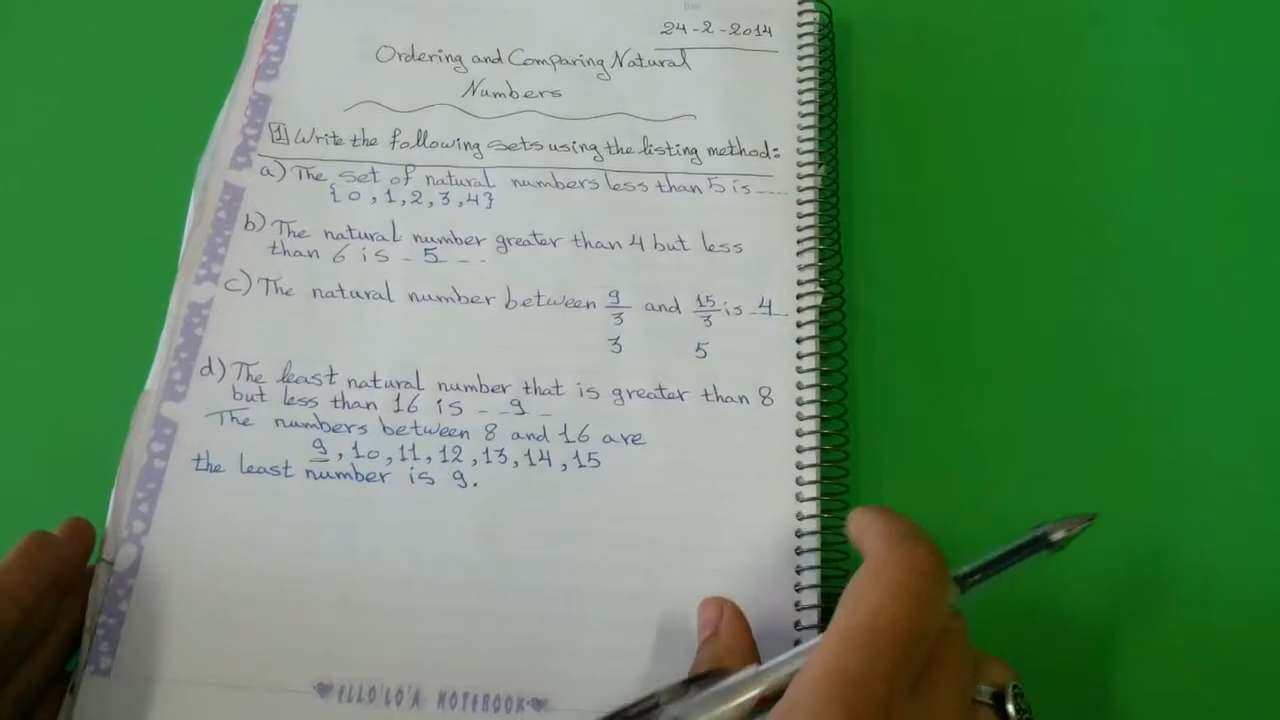 24-2-2014
Ordering and Comparing Natural
Numbers
1 Write the following sets using the listing method:
a) The set of natural numbers less than 5 is ....
{0, 1, 2, 3, 4}
b) The natural number greater than 4 but less
than 6 is - 5 - - -
c) The natural number between 9/3 and 15/3 is 4
3 5
d) The least natural number that is greater than 8
but less than 16 is - - 9 -
The numbers between 8 and 16 are
9, 10, 11, 12, 13, 14, 15
the least number is 9.
ELLO'LO'A NOTEBOOK